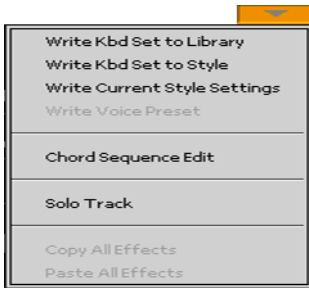 Write Kbd Set to Library
Write Kbd Set to Style
Write Current Style Settings
Write Voice Preset
Chord Sequence Edit
Solo Track
Copy All Effects
Paste All Effects